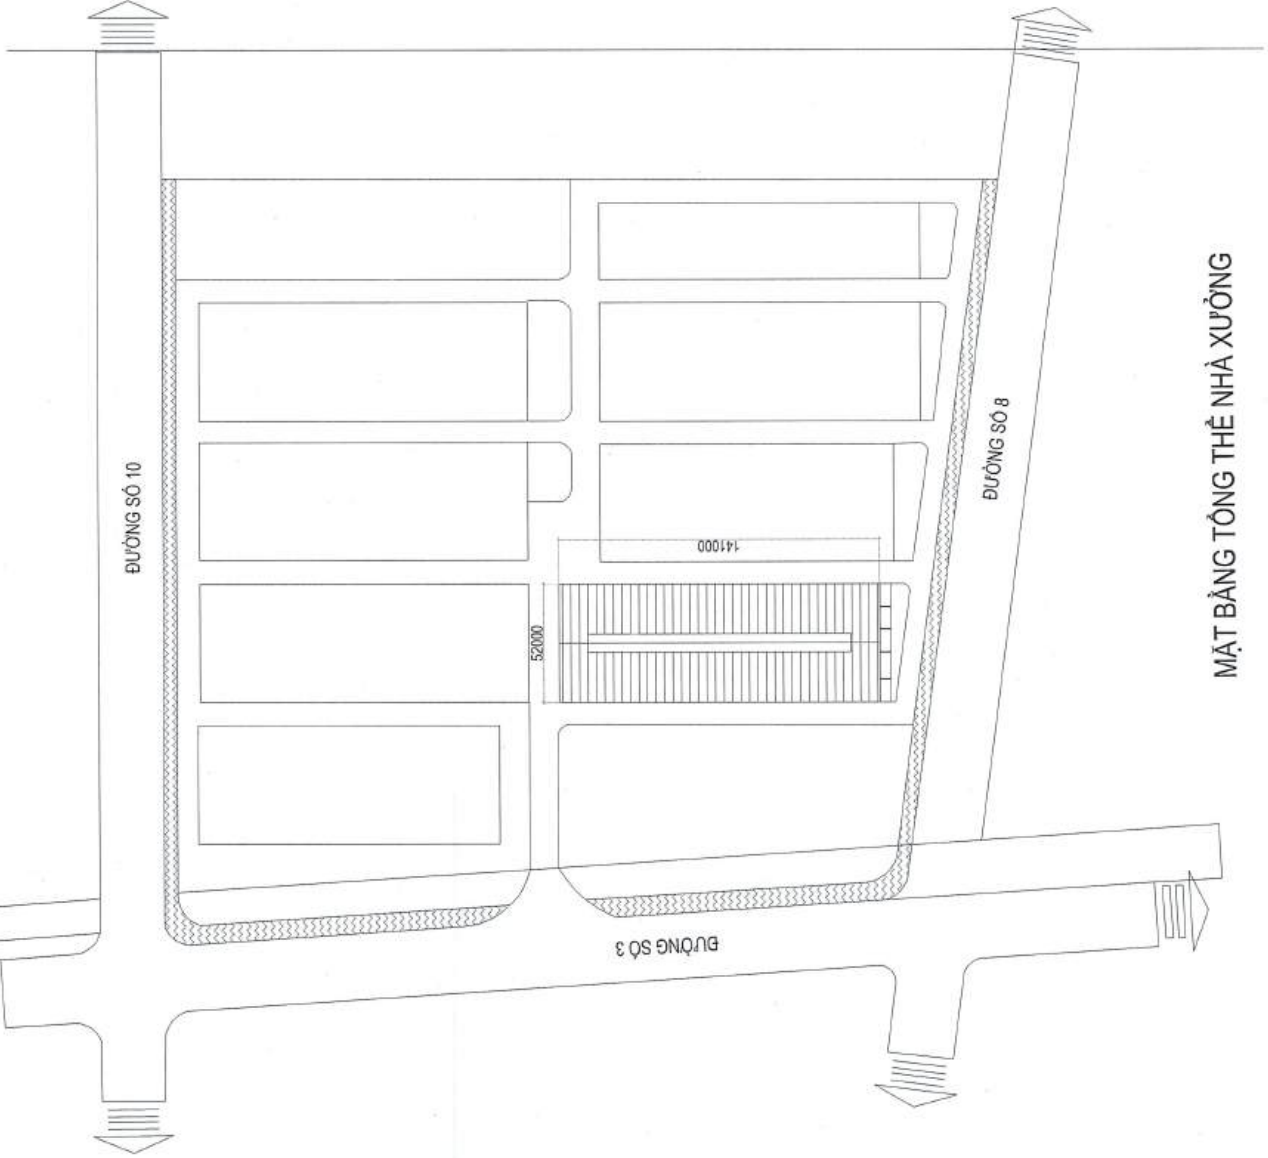 ĐƯỜNG SỐ 10
ĐƯỜNG SỐ 8
141000
52000
ĐƯỜNG SỐ 3
MẶT BẰNG TỔNG THỂ NHÀ XƯỞNG